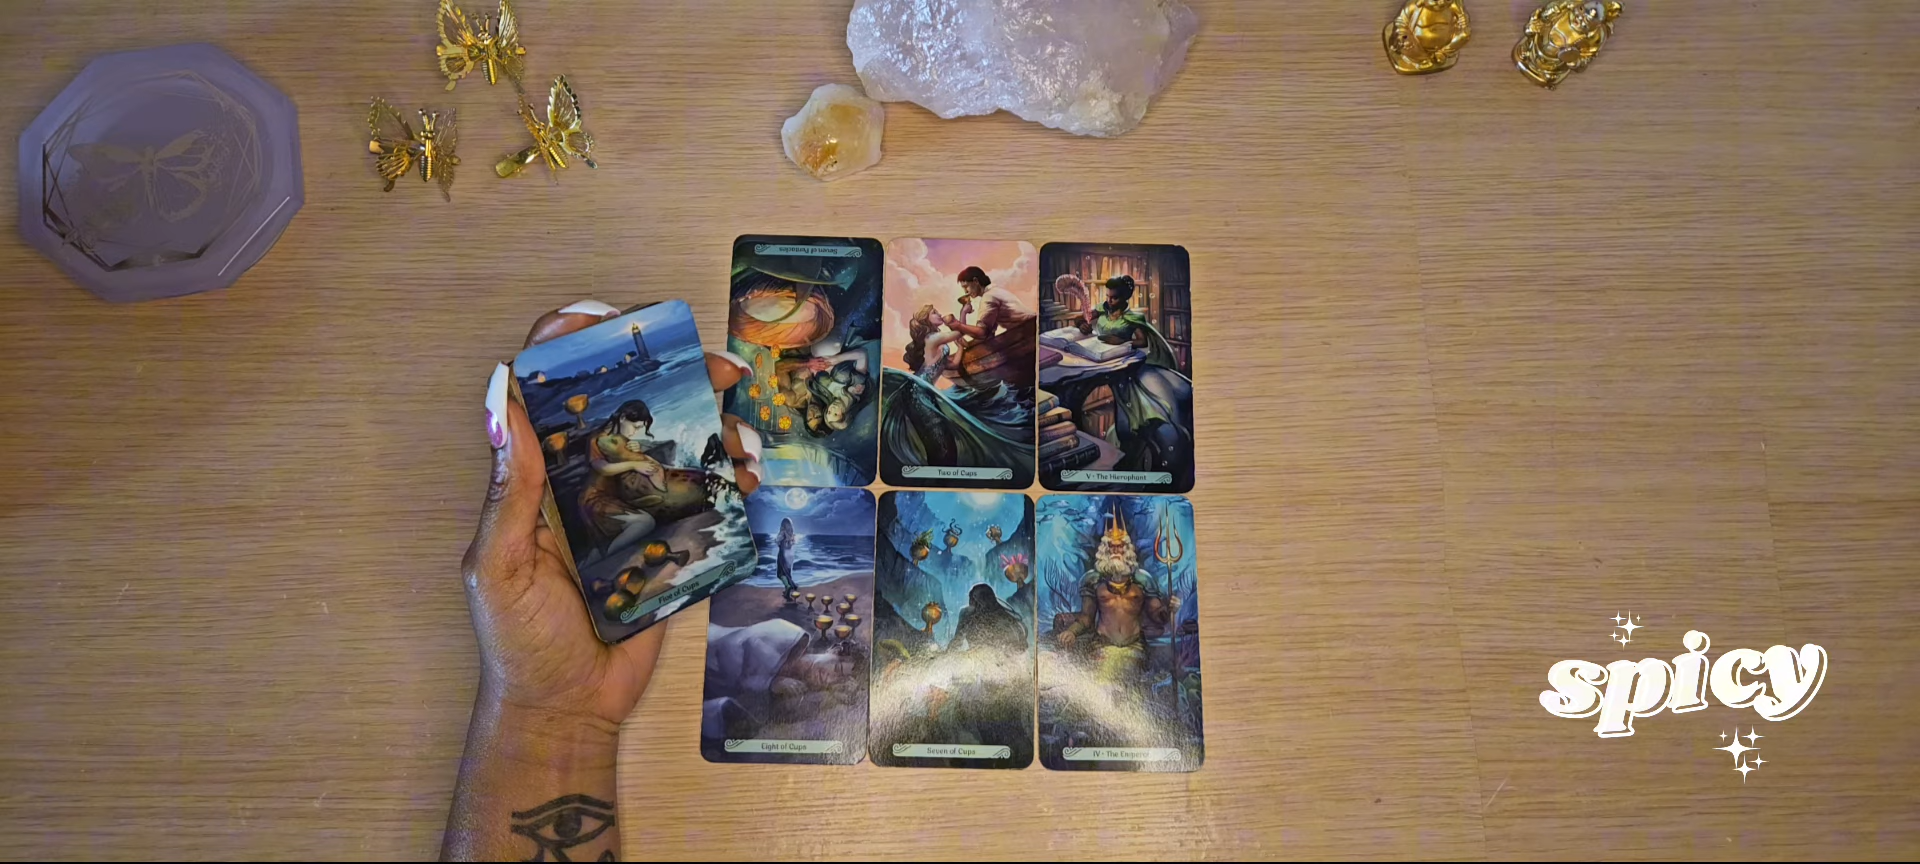 Seven of Pentacles
Two of Cups
V • The Hierophant
Five of Cups
Eight of Cups
Seven of Cups
IV • The Emperor
spicy